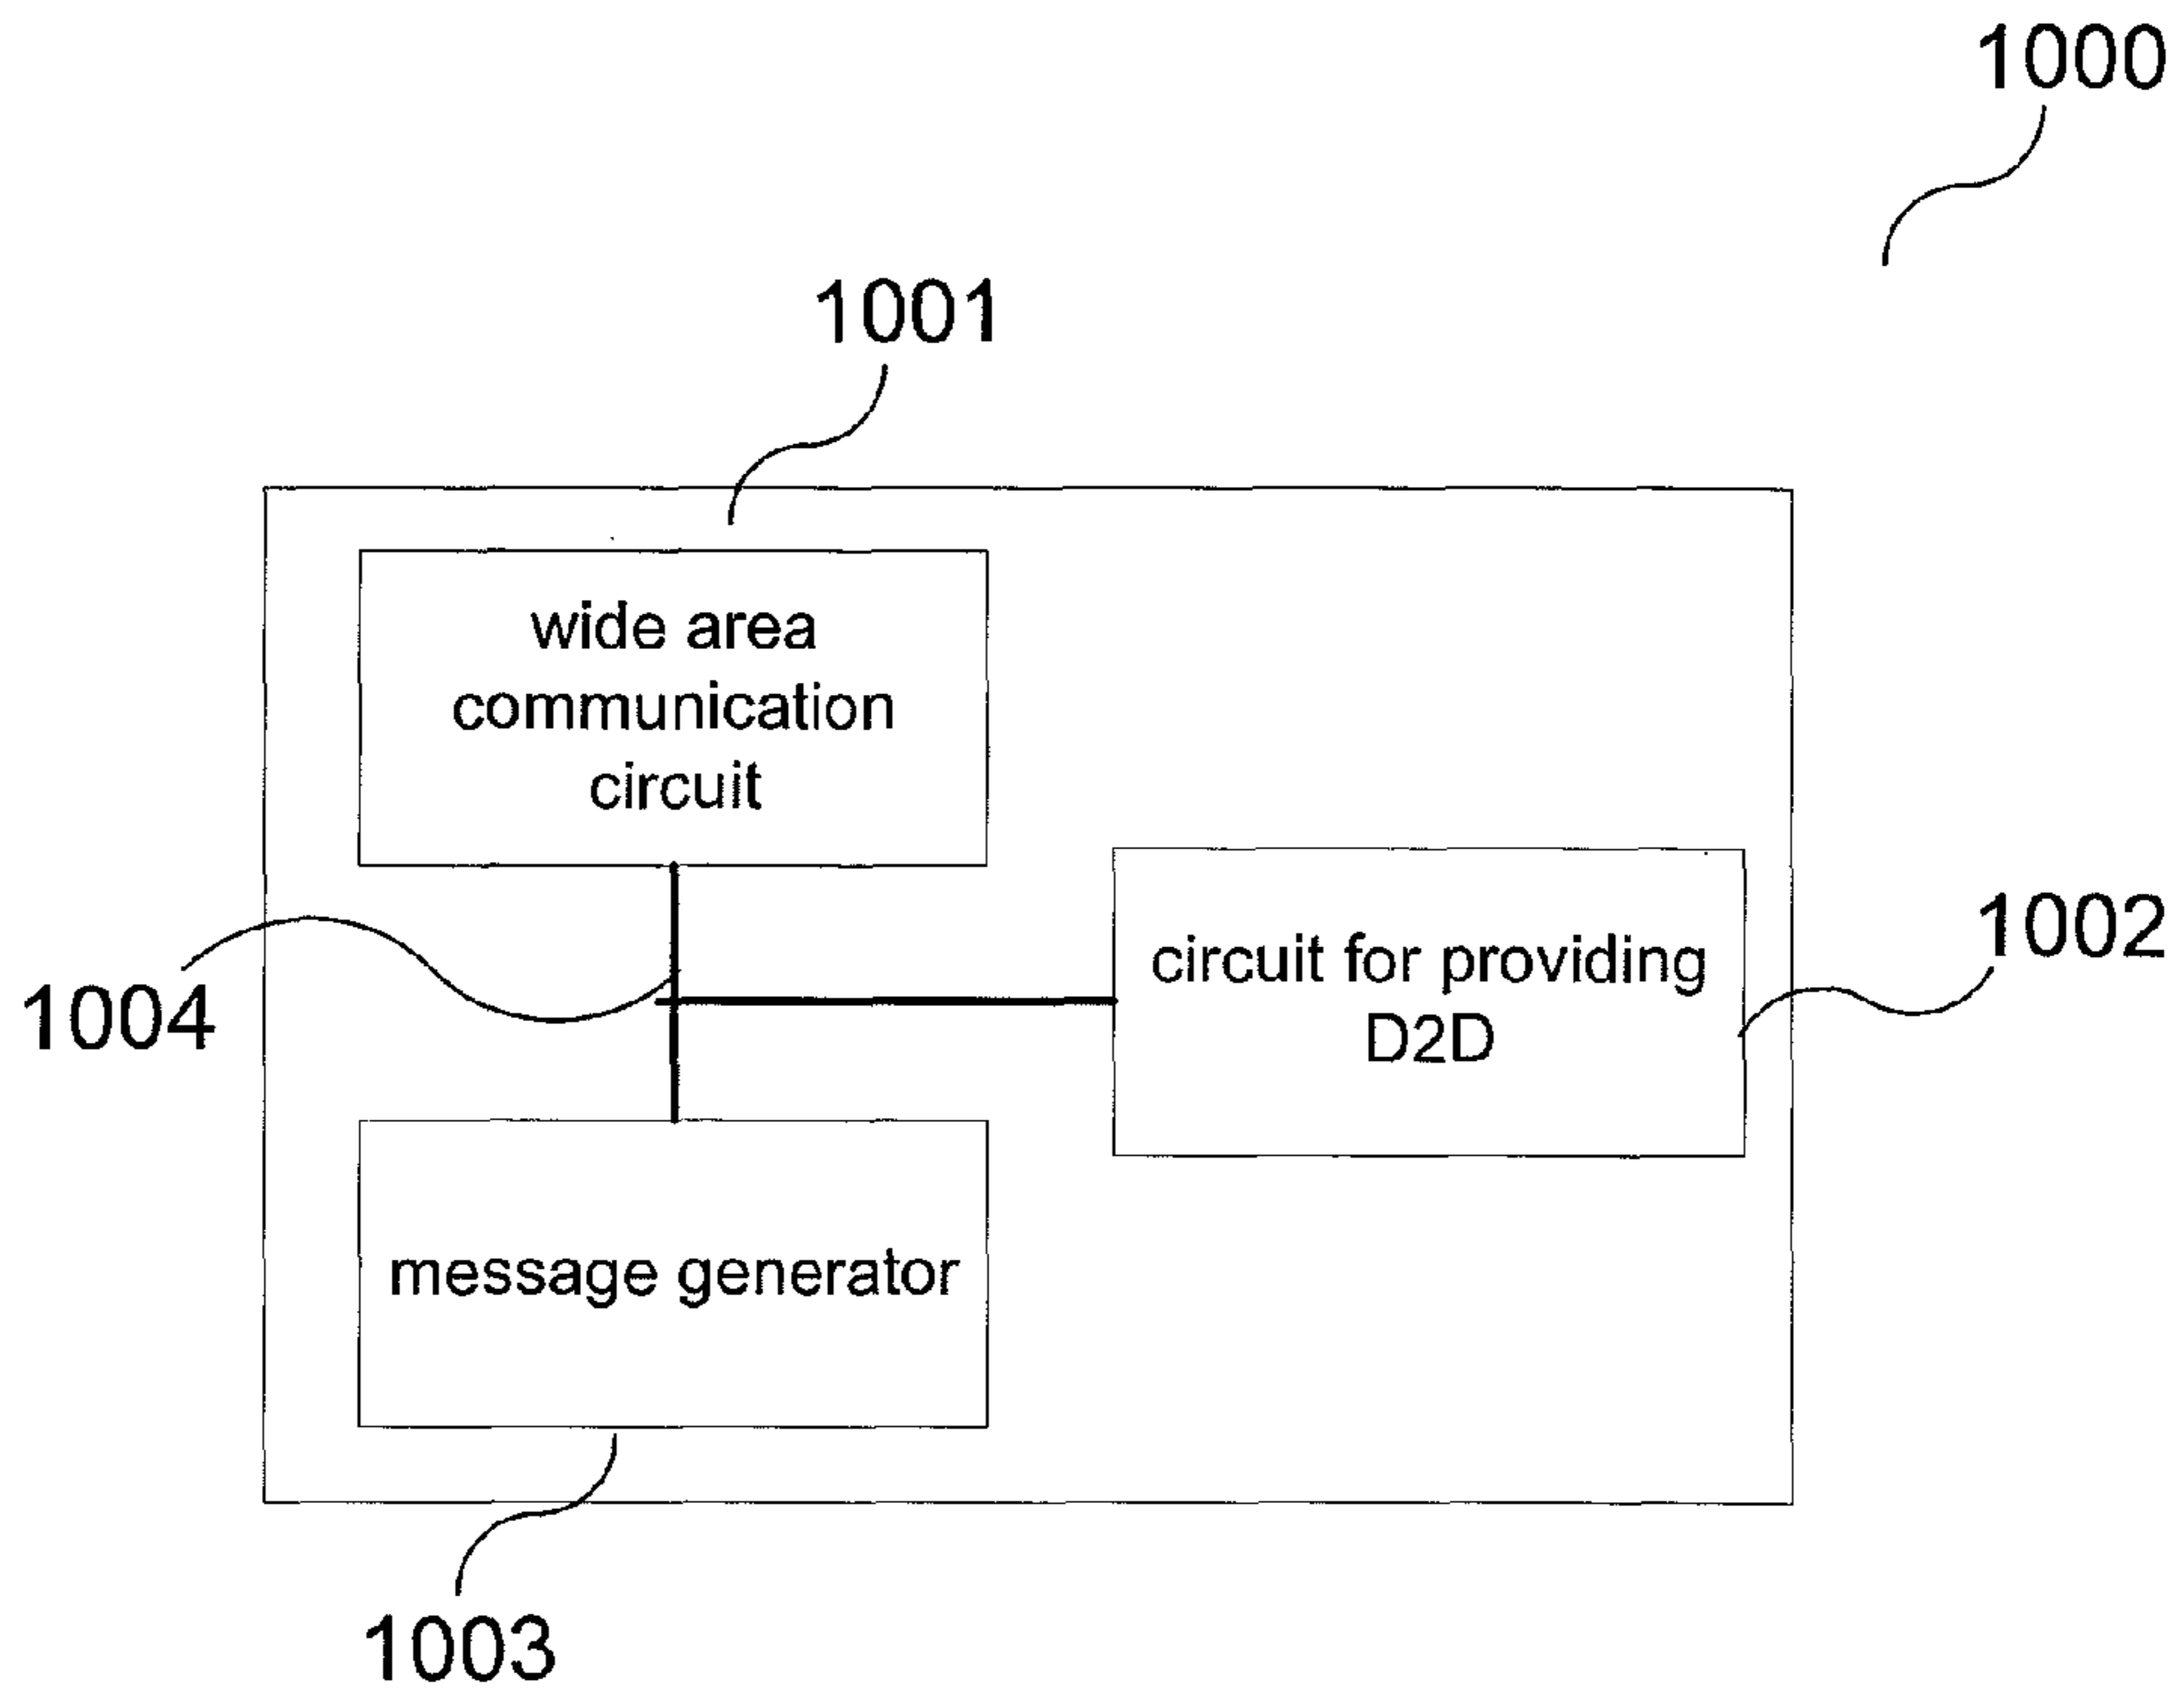 1000
1001
wide area
communication
circuit
circuit for providing
D2D
1002
1004
message generator
1003